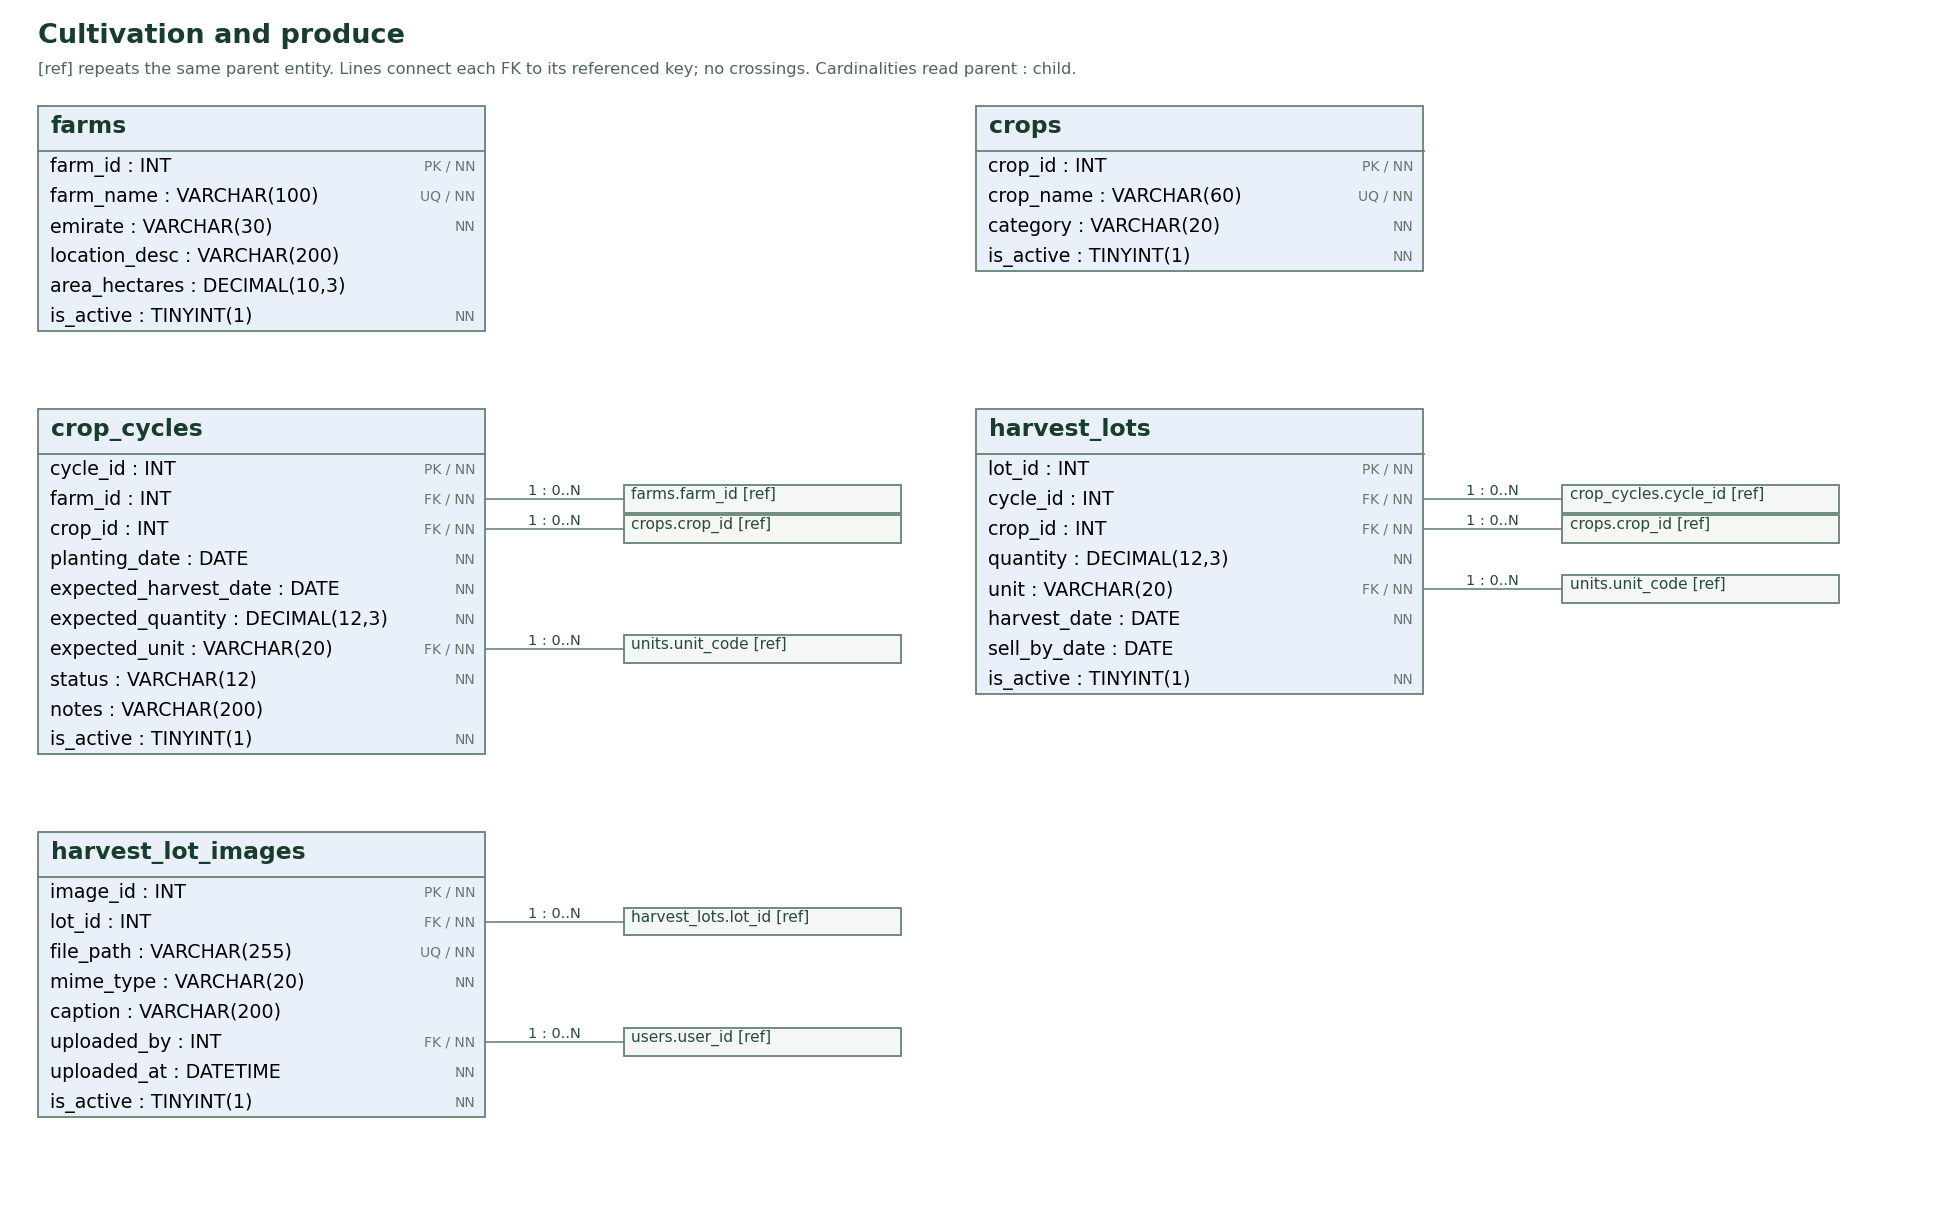 Cultivation and produce
[ref] repeats the same parent entity. Lines connect each FK to its referenced key; no crossings. Cardinalities read parent : child.
farms
farm_id : INT PK / NN
farm_name : VARCHAR(100) UQ / NN
emirate : VARCHAR(30) NN
location_desc : VARCHAR(200)
area_hectares : DECIMAL(10,3)
is_active : TINYINT(1) NN
crops
crop_id : INT PK / NN
crop_name : VARCHAR(60) UQ / NN
category : VARCHAR(20) NN
is_active : TINYINT(1) NN
crop_cycles
cycle_id : INT PK / NN
farm_id : INT FK / NN 1 : 0..N farms.farm_id [ref]
crop_id : INT FK / NN 1 : 0..N crops.crop_id [ref]
planting_date : DATE NN
expected_harvest_date : DATE NN
expected_quantity : DECIMAL(12,3) NN
expected_unit : VARCHAR(20) FK / NN 1 : 0..N units.unit_code [ref]
status : VARCHAR(12) NN
notes : VARCHAR(200)
is_active : TINYINT(1) NN
harvest_lots
lot_id : INT PK / NN
cycle_id : INT FK / NN 1 : 0..N crop_cycles.cycle_id [ref]
crop_id : INT FK / NN 1 : 0..N crops.crop_id [ref]
quantity : DECIMAL(12,3) NN
unit : VARCHAR(20) FK / NN 1 : 0..N units.unit_code [ref]
harvest_date : DATE NN
sell_by_date : DATE
is_active : TINYINT(1) NN
harvest_lot_images
image_id : INT PK / NN
lot_id : INT FK / NN 1 : 0..N harvest_lots.lot_id [ref]
file_path : VARCHAR(255) UQ / NN
mime_type : VARCHAR(20) NN
caption : VARCHAR(200)
uploaded_by : INT FK / NN 1 : 0..N users.user_id [ref]
uploaded_at : DATETIME NN
is_active : TINYINT(1) NN